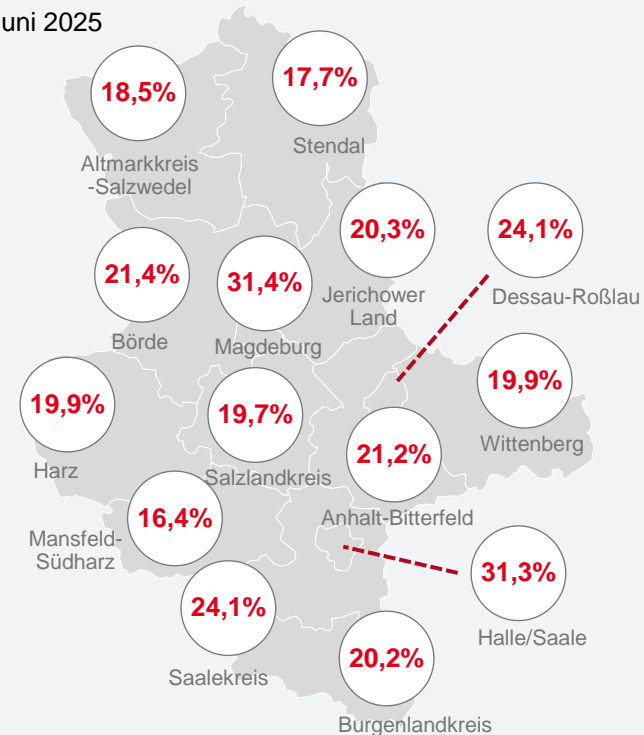 uni 2025
18,5%
Altmarkkreis
-Salzwedel
17,7%
Stendal
20,3%
Jerichower
Land
24,1%
Dessau-Roßlau
21,4%
Börde
31,4%
Magdeburg
19,9%
Harz
19,7%
Salzlandkreis
21,2%
Anhalt-Bitterfeld
19,9%
Wittenberg
16,4%
Mansfeld-
Südharz
31,3%
Halle/Saale
24,1%
Saalekreis
20,2%
Burgenlandkreis